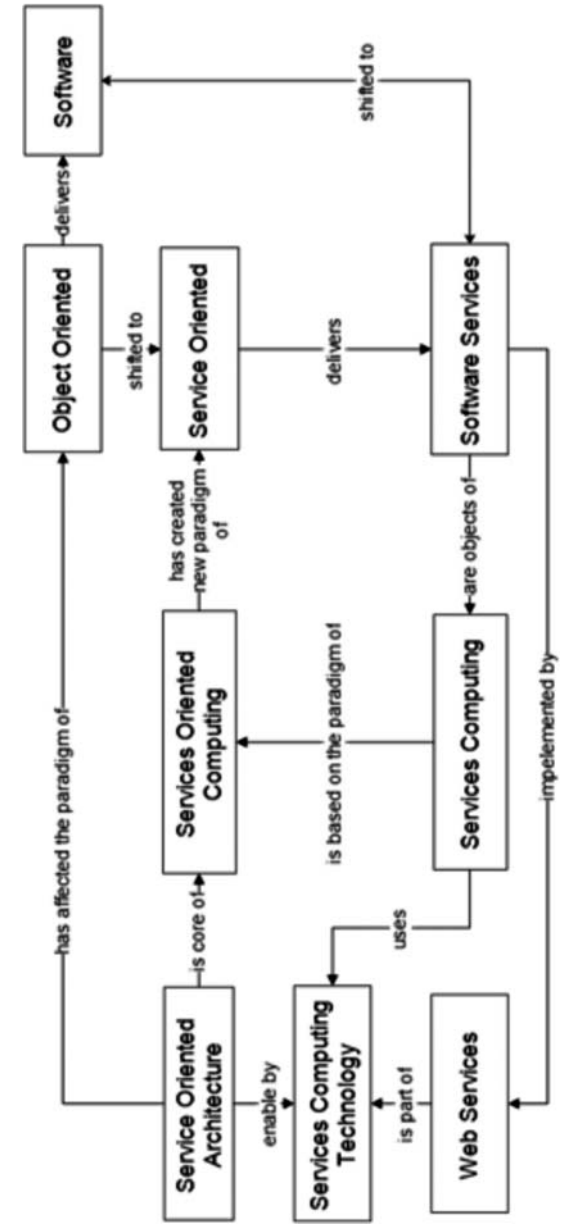 has affected the paradigm of
Object Oriented
delivers
Software
shifted to
Service Oriented
Architecture
is core of
Services Oriented
Computing
has created
new paradigm
of
Service Oriented
enable by
Services Computing
Technology
is based on the paradigm of
delivers
shifted to
is part of
uses
Web Services
Services Computing
are objects of
Software Services
impelemented by